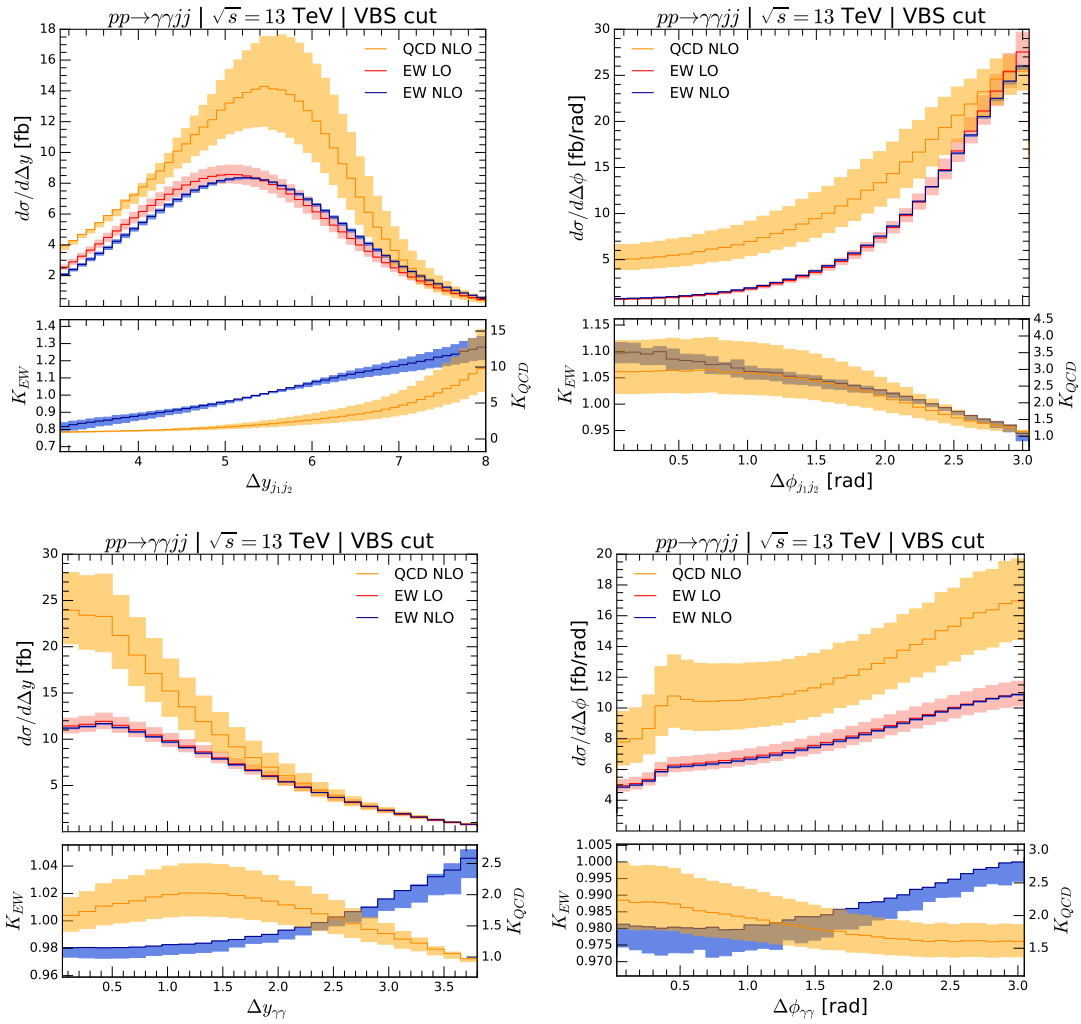 pp→γγjj | √s = 13 TeV | VBS cut
QCD NLO
EW LO
EW NLO
dσ/dΔy [fb]
18
16
14
12
10
8
6
4
2
K_EW
1.4
1.3
1.2
1.1
1.0
0.9
0.8
0.7
K_QCD
15
10
5
0
4 5 6 7 8
Δy_{j_1j_2}
pp→γγjj | √s = 13 TeV | VBS cut
QCD NLO
EW LO
EW NLO
dσ/dΔϕ [fb/rad]
30
25
20
15
10
5
K_EW
1.15
1.10
1.05
1.00
0.95
K_QCD
4.5
4.0
3.5
3.0
2.5
2.0
1.5
1.0
0.5 1.0 1.5 2.0 2.5 3.0
Δϕ_{j_1j_2} [rad]
pp→γγjj | √s = 13 TeV | VBS cut
QCD NLO
EW LO
EW NLO
dσ/dΔy [fb]
30
25
20
15
10
5
K_EW
1.04
1.02
1.00
0.98
0.96
K_QCD
2.5
2.0
1.5
1.0
0.5 1.0 1.5 2.0 2.5 3.0 3.5
Δy_{γγ}
pp→γγjj | √s = 13 TeV | VBS cut
QCD NLO
EW LO
EW NLO
dσ/dΔϕ [fb/rad]
20
18
16
14
12
10
8
6
4
K_EW
1.005
1.000
0.995
0.990
0.985
0.980
0.975
0.970
K_QCD
3.0
2.5
2.0
1.5
0.5 1.0 1.5 2.0 2.5 3.0
Δϕ_{γγ} [rad]